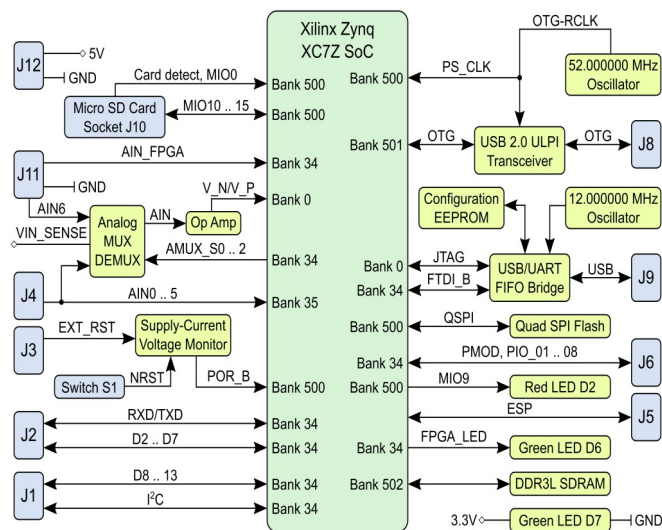 Xilinx Zynq
XC7Z SoC
J12
5V
GND
Card detect, MIO0
Bank 500
Micro SD Card
Socket J10
MIO10 .. 15
Bank 500
J11
AIN_FPGA
Bank 34
GND
AIN6
V_N/V_P
Bank 0
VIN_SENSE
Analog
MUX
DEMUX
AIN
Op Amp
AMUX_S0 .. 2
Bank 34
J4
AIN0 .. 5
Bank 35
J3
EXT_RST
Supply-Current
Voltage Monitor
Switch S1
NRST
POR_B
Bank 500
J2
RXD/TXD
Bank 34
D2 .. D7
Bank 34
J1
D8 .. 13
Bank 34
I²C
Bank 34
OTG-RCLK
Bank 500
PS_CLK
52.000000 MHz
Oscillator
Bank 501
OTG
USB 2.0 ULPI
Transceiver
OTG
J8
Configuration
EEPROM
12.000000 MHz
Oscillator
Bank 0
JTAG
Bank 34
FTDI_B
USB/UART
FIFO Bridge
USB
J9
Bank 500
QSPI
Quad SPI Flash
Bank 34
PMOD, PIO_01 .. 08
J6
Bank 500
MIO9
Red LED D2
ESP
J5
Bank 34
FPGA_LED
Green LED D6
Bank 502
DDR3L SDRAM
3.3V
Green LED D7
GND